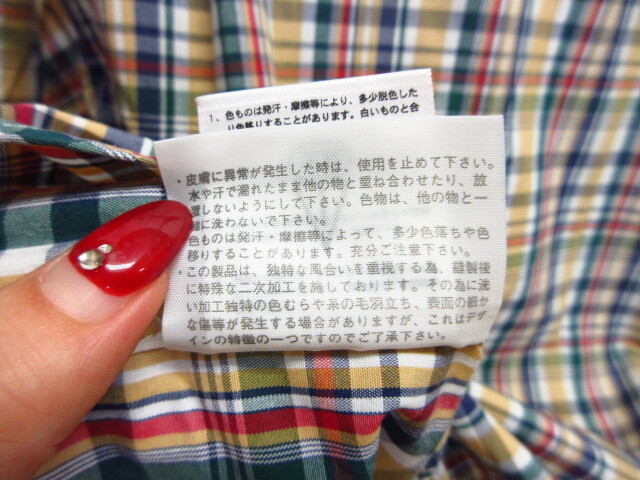 1、色ものは発汗・摩擦等により、多少脱色した
り色移りすることがあります。白いものと合
・皮膚に異常が発生した時は、使用を止めて下さい。
水や汗で濡れたまま他の物と重ね合わせたり、放
置しないようにして下さい。色物は、他の物と一
緒に洗わないで下さい。
色ものは発汗・摩擦等によって、多少色落ちや色
移りすることがあります。充分ご注意下さい。
・この製品は、独特な風合いを重視する為、縫製後
に特殊な二次加工を施しております。その為に洗
い加工独特の色むらや糸の毛羽立ち、表面の細か
な傷等が発生する場合がありますが、これはデザ
インの特徴の一つですのでご了承下さい。